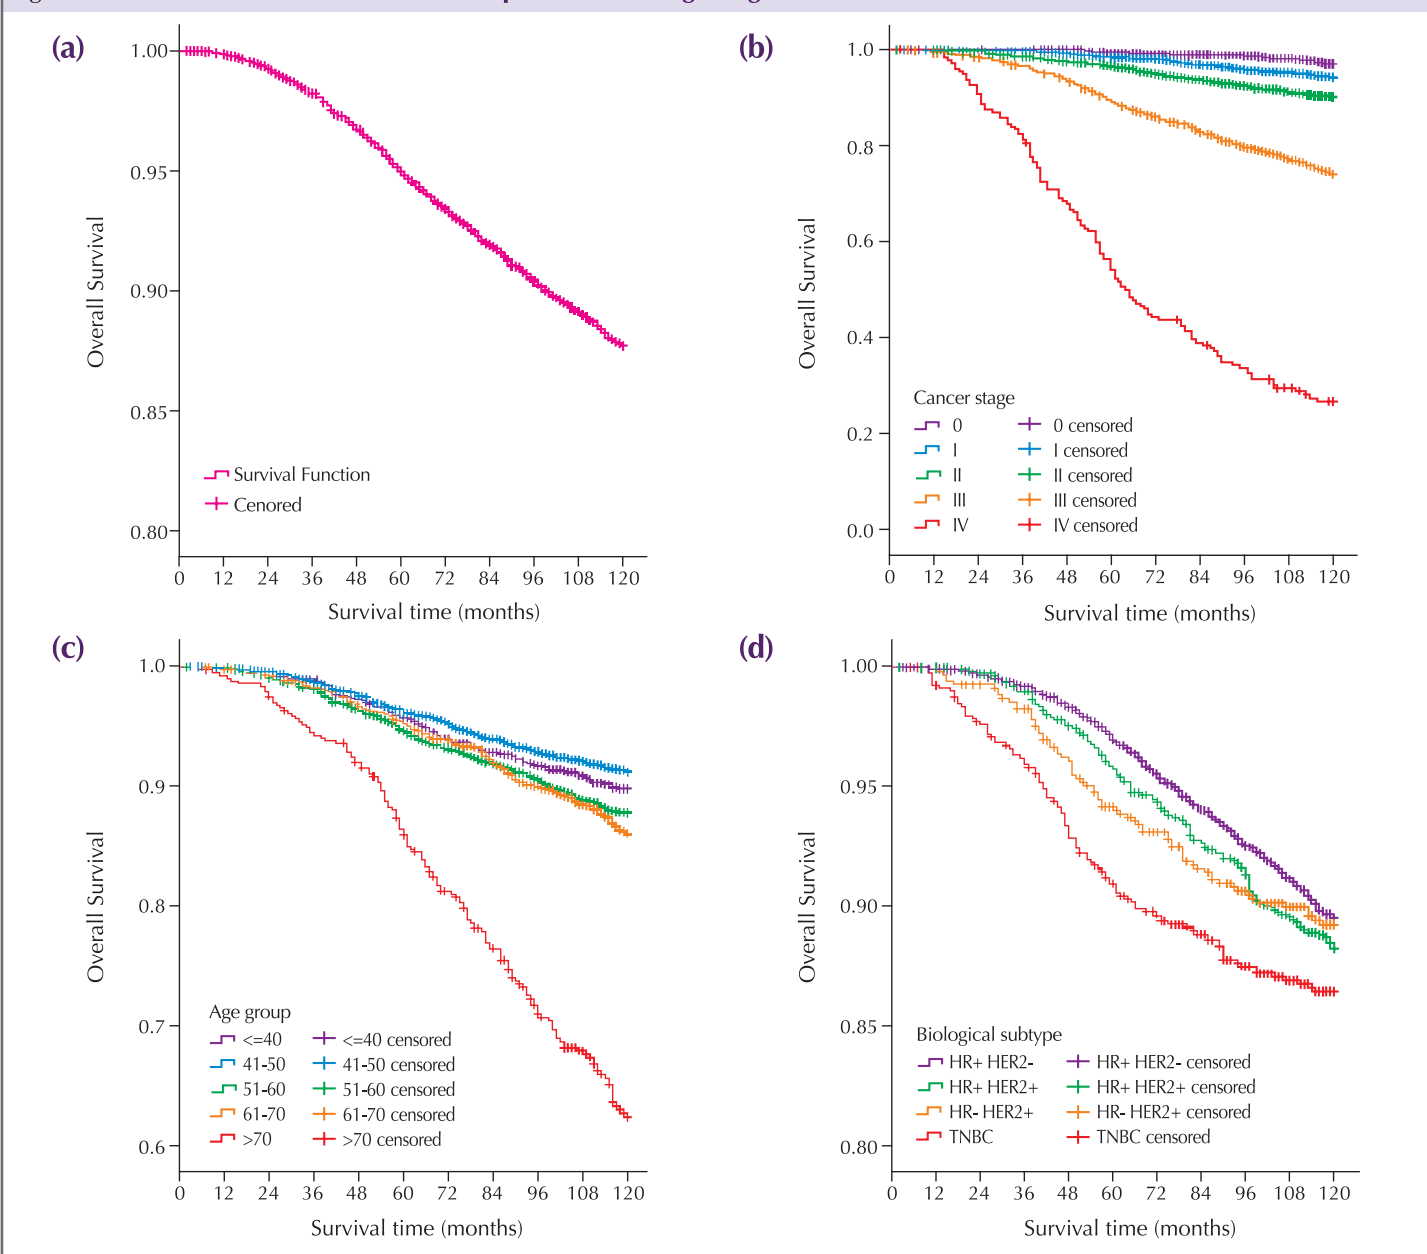 (a)
1.00
0.95
0.90
0.85
0.80
Overall Survival
Survival Function
Cenored
0 12 24 36 48 60 72 84 96 108 120
Survival time (months)
(b)
1.0
0.8
0.6
0.4
0.2
0.0
Overall Survival
Cancer stage
0 0 censored
I I censored
II II censored
III III censored
IV IV censored
0 12 24 36 48 60 72 84 96 108 120
Survival time (months)
(c)
1.0
0.9
0.8
0.7
0.6
Overall Survival
Age group
<=40 <=40 censored
41-50 41-50 censored
51-60 51-60 censored
61-70 61-70 censored
>70 >70 censored
0 12 24 36 48 60 72 84 96 108 120
Survival time (months)
(d)
1.00
0.95
0.90
0.85
0.80
Overall Survival
Biological subtype
HR+ HER2- HR+ HER2- censored
HR+ HER2+ HR+ HER2+ censored
HR- HER2+ HR- HER2+ censored
TNBC TNBC censored
0 12 24 36 48 60 72 84 96 108 120
Survival time (months)